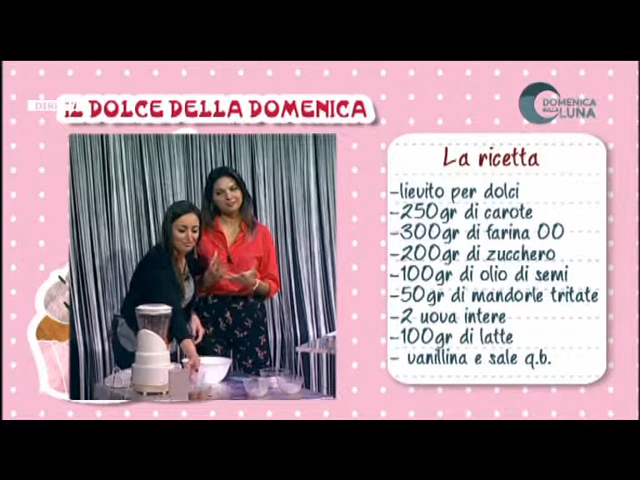 IL DOLCE DELLA DOMENICA
DOMENICA
SULLA
LUNA
La ricetta
-lievito per dolci
-250gr di carote
-300gr di farina 00
-200gr di zucchero
-100gr di olio di semi
-50gr di mandorle tritate
-2 uova intere
-100gr di latte
- vanillina e sale q.b.